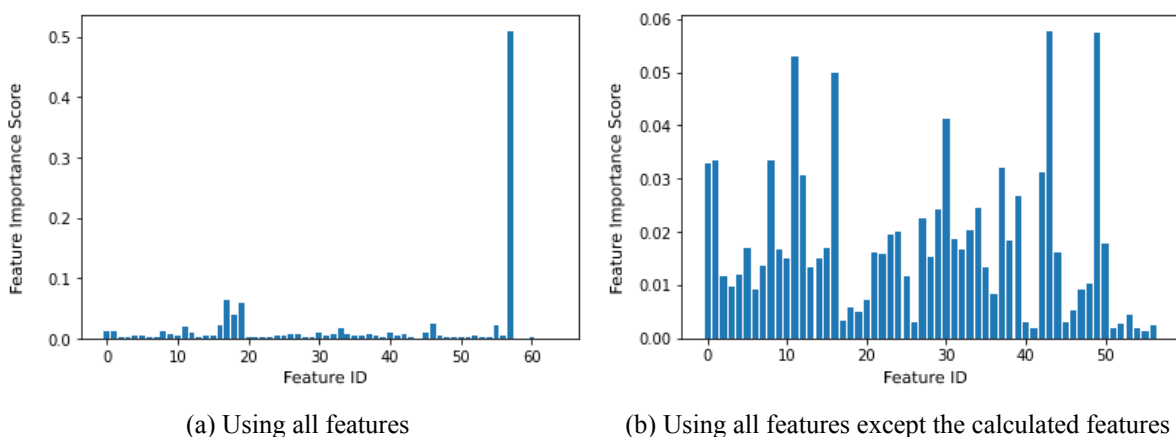 0.5
0.4
0.3
0.2
0.1
0.0
Feature Importance Score
0 10 20 30 40 50 60
Feature ID
(a) Using all features
0.06
0.05
0.04
0.03
0.02
0.01
0.00
Feature Importance Score
0 10 20 30 40 50
Feature ID
(b) Using all features except the calculated features